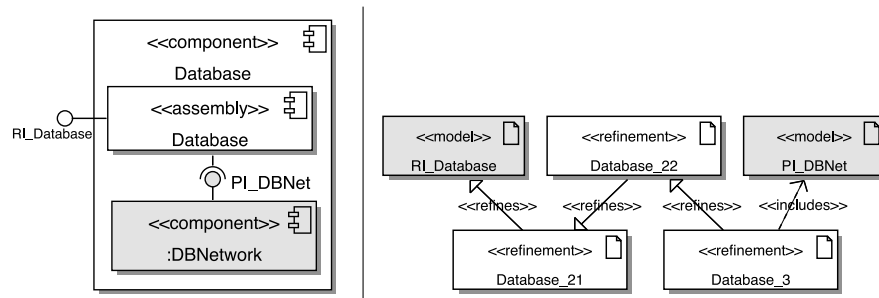 <<component>>
Database
<<assembly>>
Database
RI_Database
PI_DBNet
<<component>>
:DBNetwork
<<model>>
RI_Database
<<refinement>>
Database_22
<<model>>
PI_DBNet
<<refines>>
<<refines>>
<<refines>>
<<includes>>
<<refinement>>
Database_21
<<refinement>>
Database_3